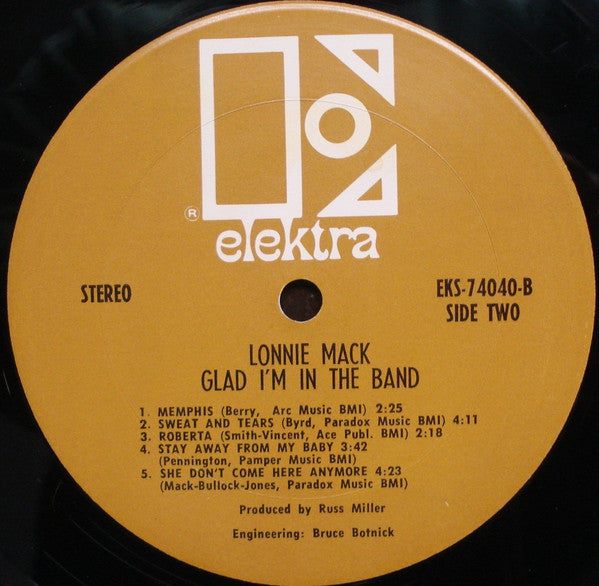 ®
elektra
STEREO
EKS-74040-B
SIDE TWO
LONNIE MACK
GLAD I'M IN THE BAND
1. MEMPHIS (Berry, Arc Music BMI) 2:25
2. SWEAT AND TEARS (Byrd, Paradox Music BMI) 4:11
3. ROBERTA (Smith-Vincent, Ace Publ. BMI) 2:18
4. STAY AWAY FROM MY BABY 3:42
(Pennington, Pamper Music BMI)
5. SHE DON'T COME HERE ANYMORE 4:23
(Mack-Bullock-Jones, Paradox Music BMI)
Produced by Russ Miller
Engineering: Bruce Botnick